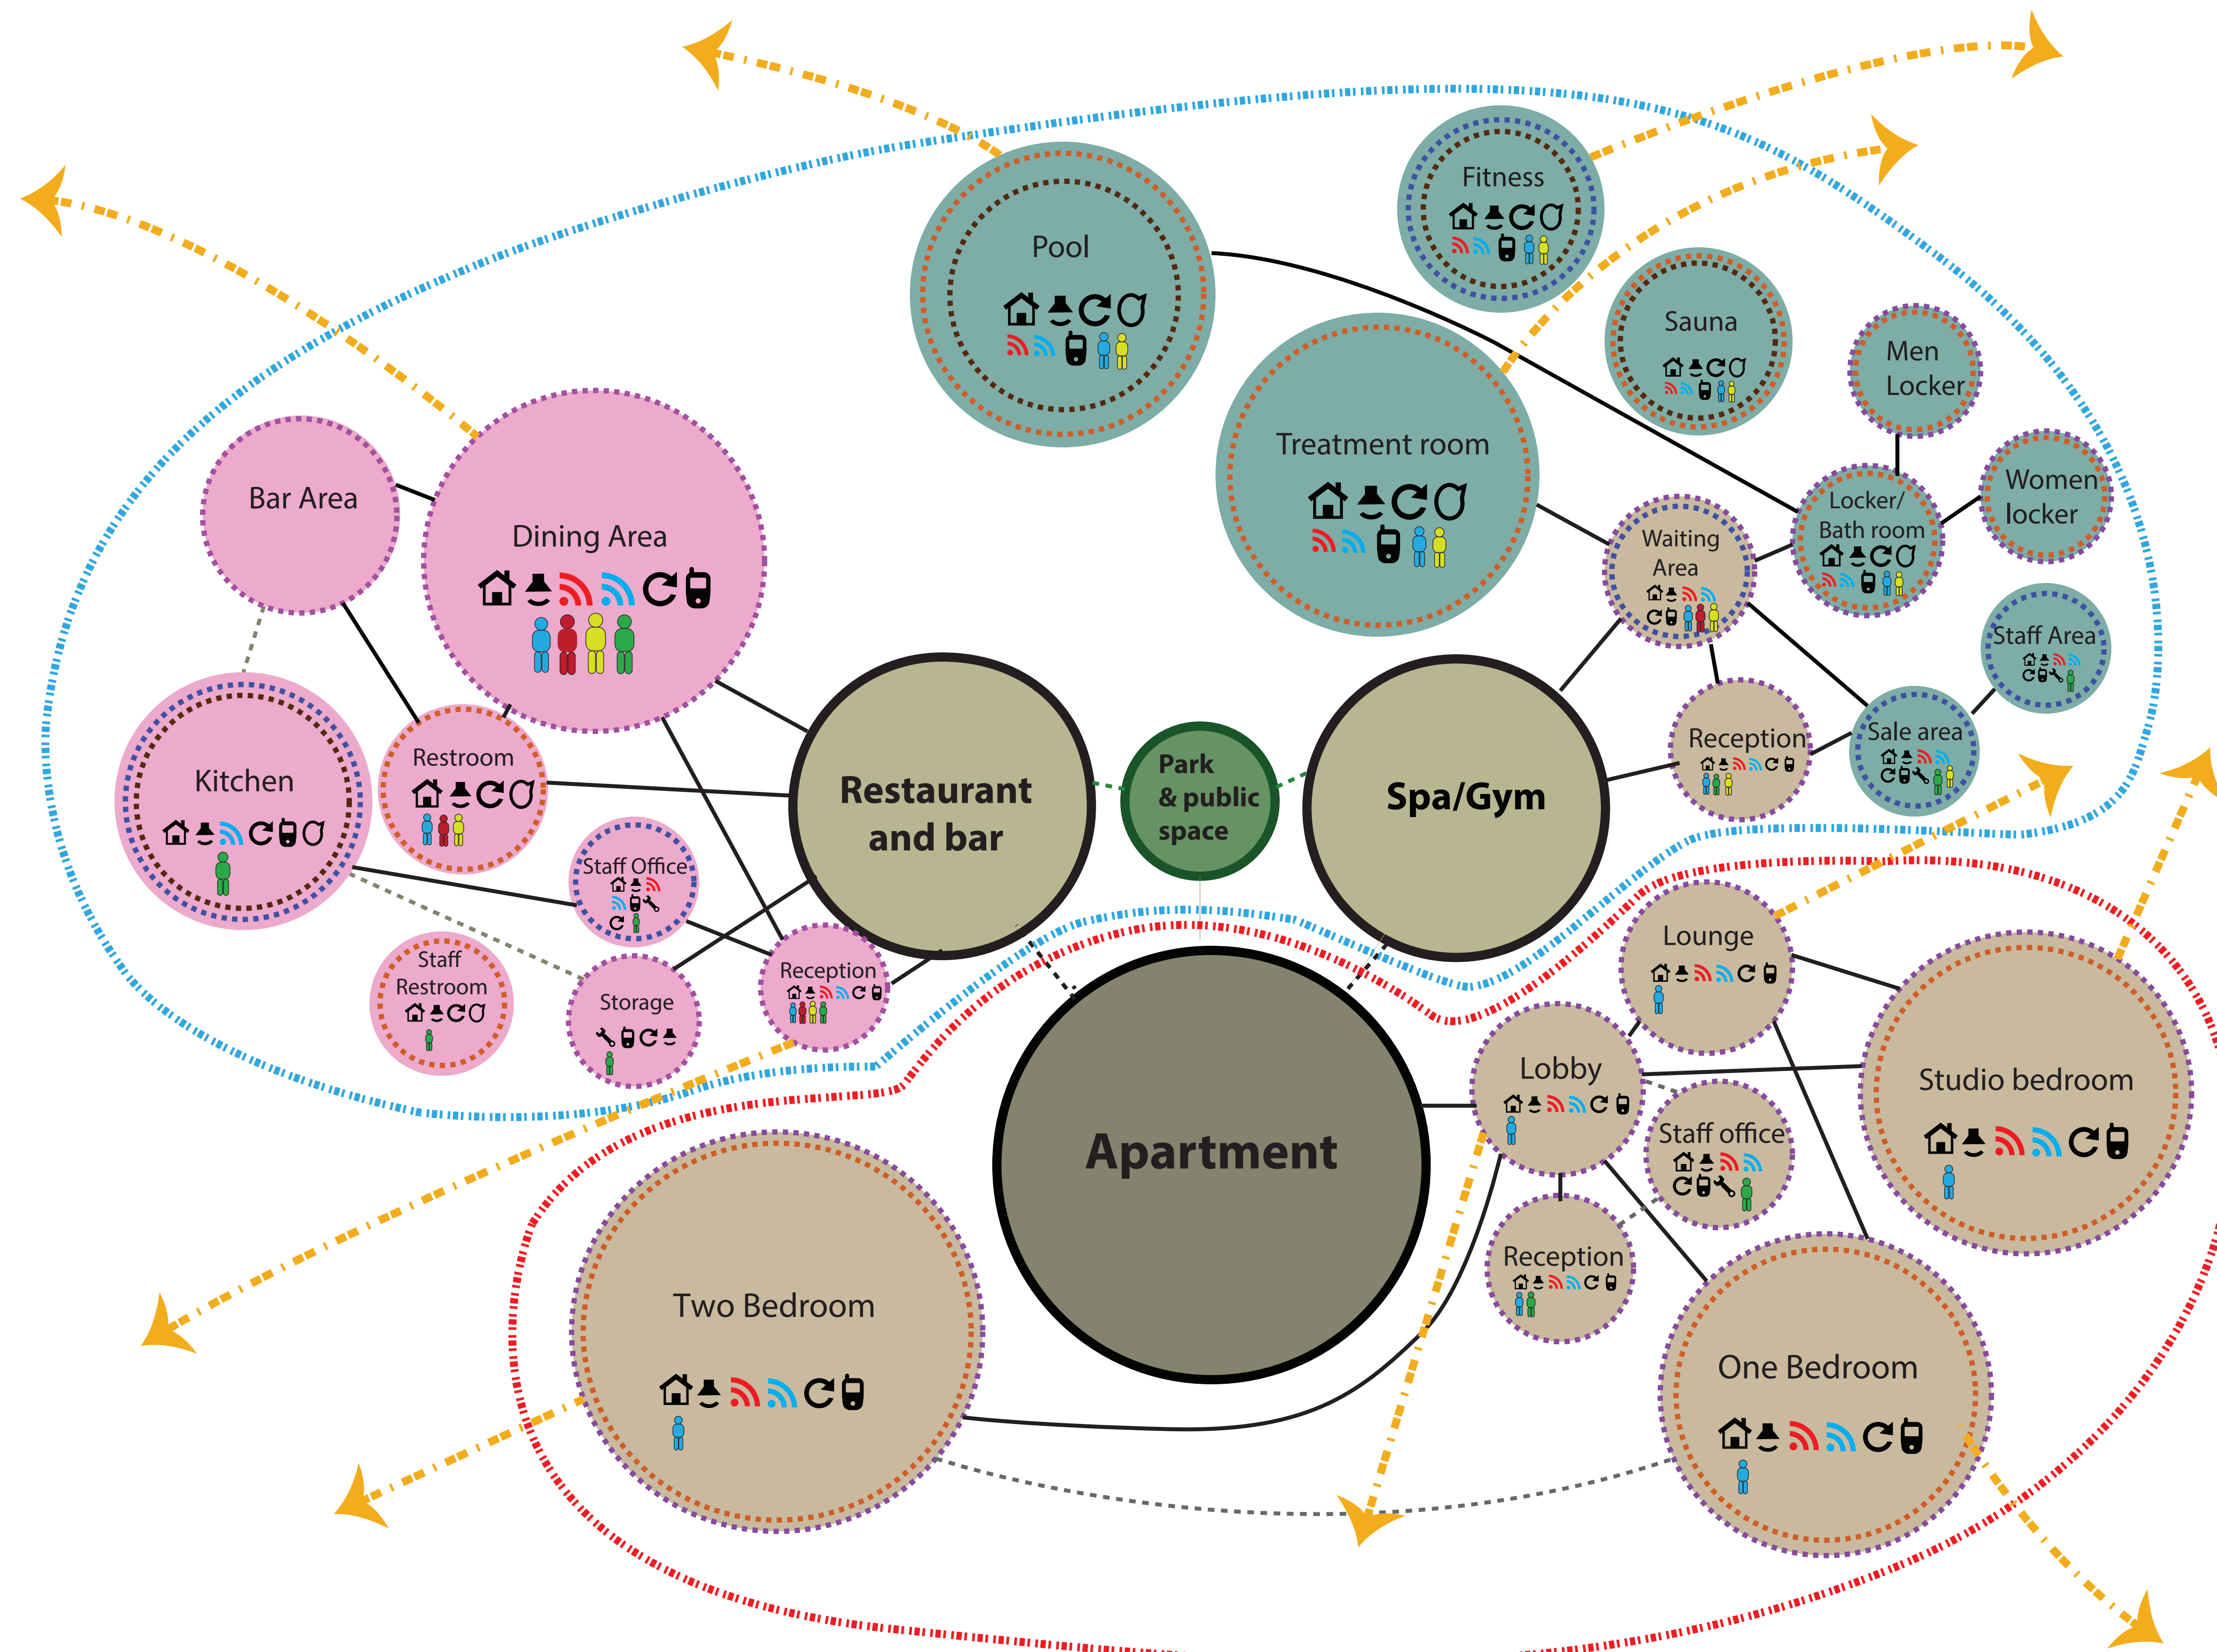 Fitness
Pool
Sauna
Men
Locker
Treatment room
Women
locker
Locker/
Bath room
Bar Area
Dining Area
Waiting
Area
Staff Area
Restroom
Kitchen
Reception
Sale area
Restaurant
and bar
Park
& public
space
Spa/Gym
Staff Office
Staff
Restroom
Storage
Reception
Lounge
Lobby
Studio bedroom
Apartment
Staff office
Reception
Two Bedroom
One Bedroom